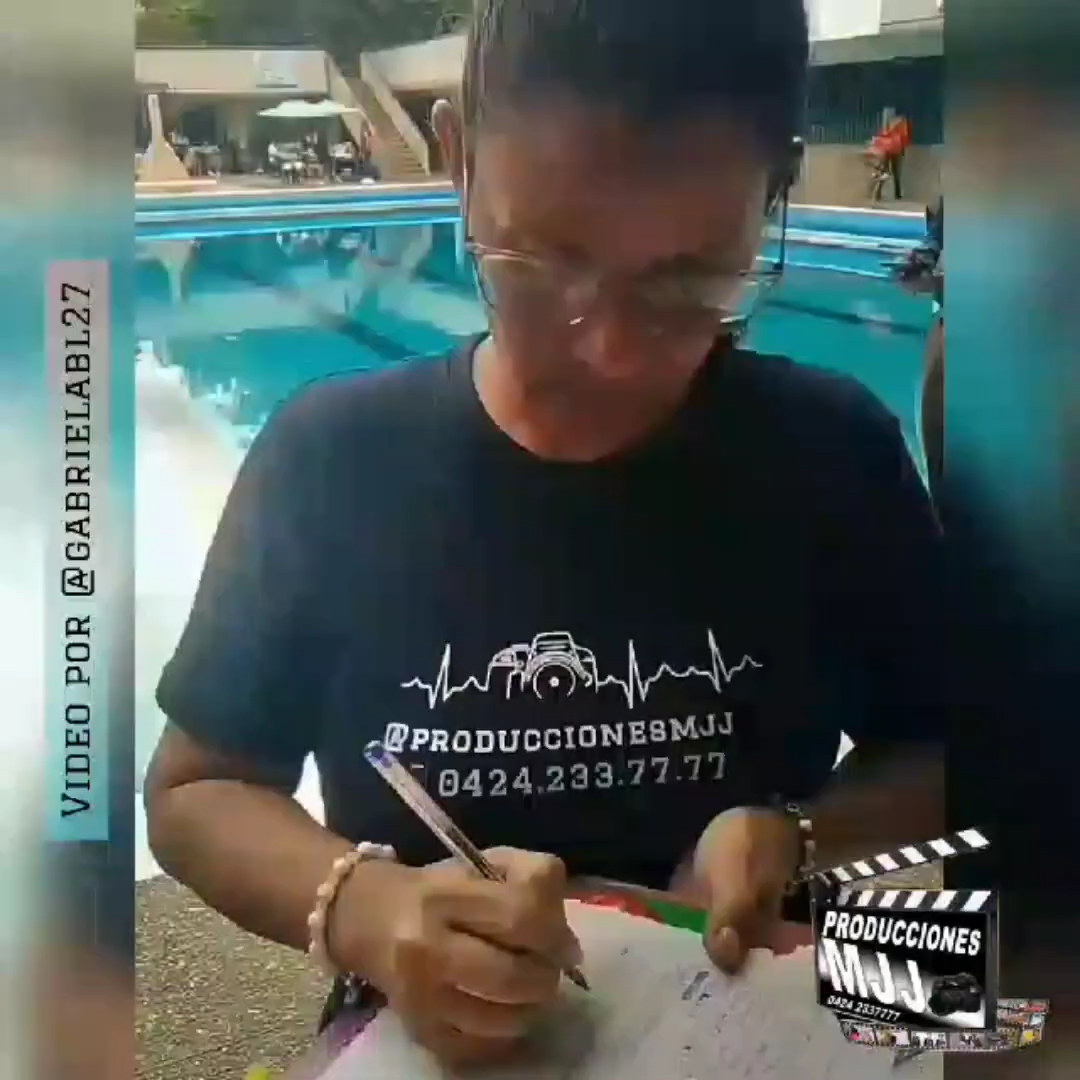 VIDEO POR @GABRIELABL27
@PRODUCCIONESMJJ
0424.233.77.77
PRODUCCIONES
MJJ
0424 2337777